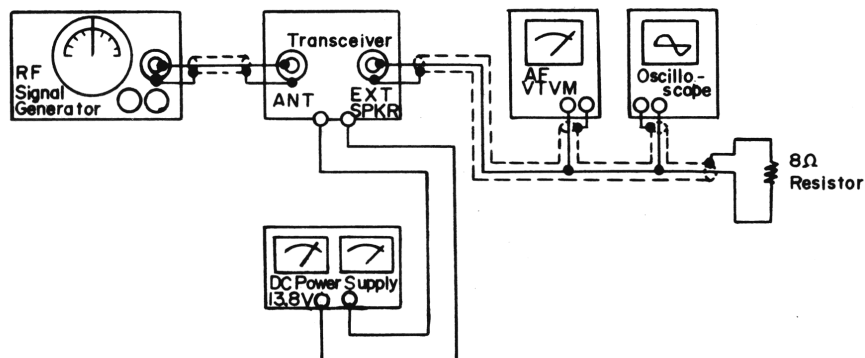 RF
Signal
Generator
Transceiver
ANT
EXT
SPKR
AF
VTVM
Oscillo-
scope
8Ω
Resistor
DC Power Supply
13.8V